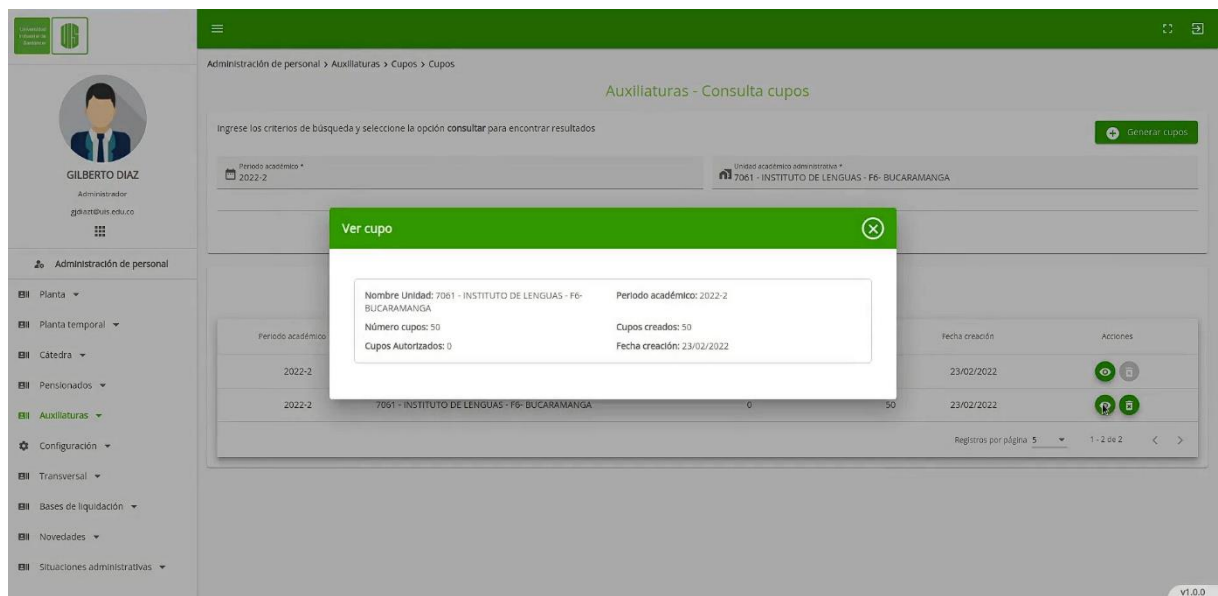 Administración de personal > Auxiliaturas > Cupos > Cupos
Auxiliaturas - Consulta cupos
Ingrese los criterios de búsqueda y seleccione la opción consultar para encontrar resultados
Generar cupos
Periodo académico *
2022-2
Unidad académico administrativa *
7061 - INSTITUTO DE LENGUAS - F6- BUCARAMANGA
GILBERTO DIAZ
Administrador
Administración de personal
Planta
Planta temporal
Cátedra
Pensionados
Auxiliaturas
Configuración
Transversal
Bases de liquidación
Novedades
Situaciones administrativas
Ver cupo
Nombre Unidad: 7061 - INSTITUTO DE LENGUAS - F6-
BUCARAMANGA
Periodo académico: 2022-2
Número cupos: 50
Cupos creados: 50
Cupos Autorizados: 0
Fecha creación: 23/02/2022
Periodo académico
Fecha creación
Acciones
2022-2
23/02/2022
2022-2 7061 - INSTITUTO DE LENGUAS - F6- BUCARAMANGA 0 50 23/02/2022
Registros por página 5
1 - 2 de 2
v1.0.0